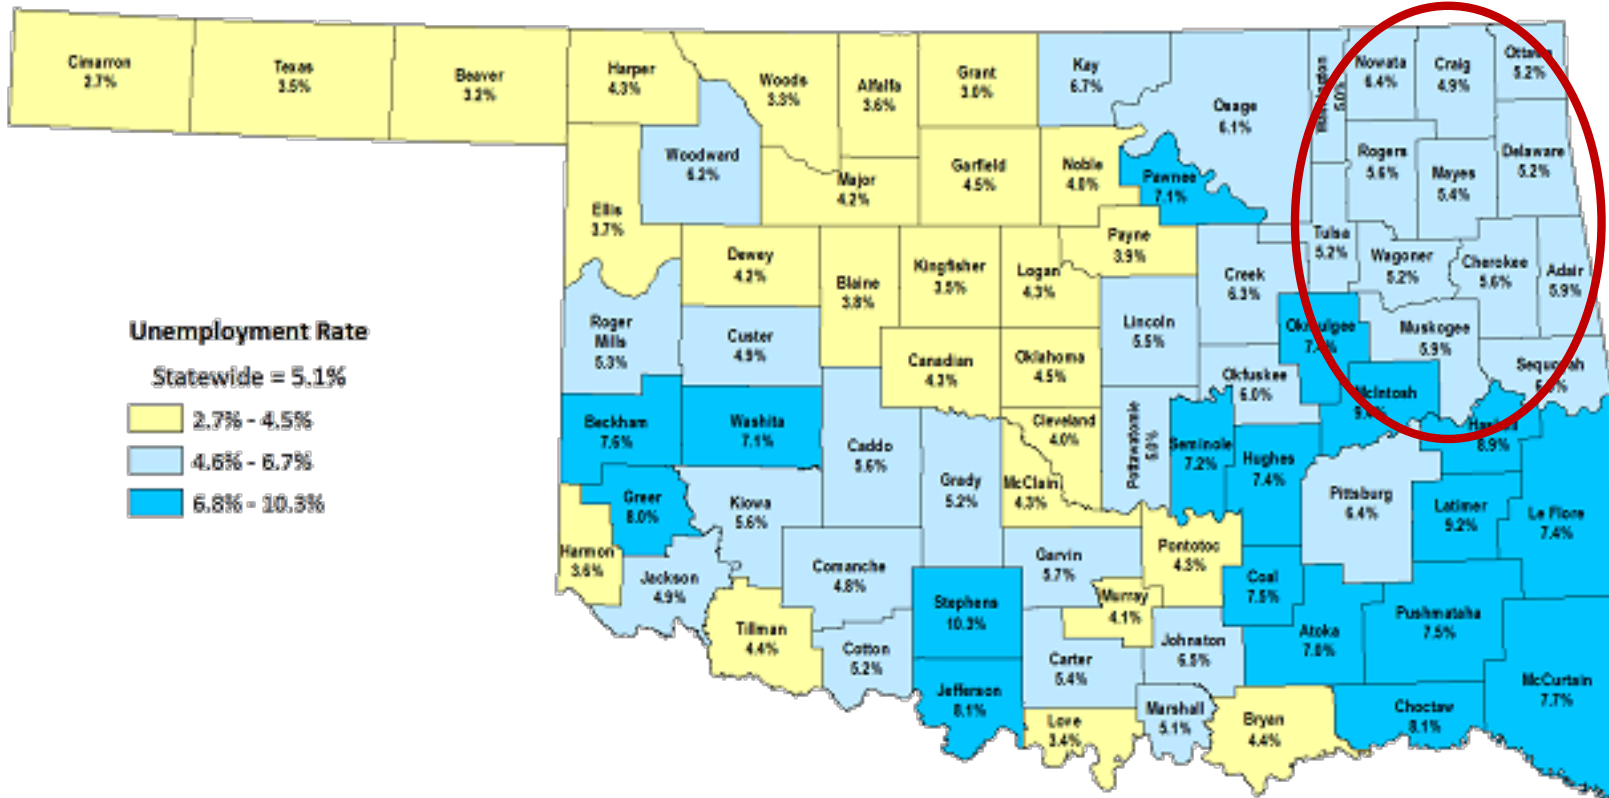 Cimarron
2.7%
Texas
3.5%
Beaver
3.2%
Harper
4.3%
Woods
3.3%
Alfalfa
3.6%
Grant
3.0%
Kay
6.7%
Osage
6.1%
5.0%
Nowata
6.4%
Craig
4.9%
Ottawa
5.2%
Woodward
6.2%
Major
4.2%
Garfield
4.5%
Noble
4.0%
Pawnee
7.1%
Rogers
5.6%
Mayes
5.4%
Delaware
5.2%
Ellis
3.7%
Dewey
4.2%
Blaine
3.8%
Kingfisher
3.5%
Logan
4.3%
Payne
3.9%
Creek
6.3%
Tulsa
5.2%
Wagoner
5.2%
Cherokee
5.6%
Adair
5.9%
Unemployment Rate
Statewide = 5.1%
2.7% - 4.5%
4.6% - 6.7%
6.8% - 10.3%
Roger
Mills
5.3%
Custer
4.9%
Canadian
4.3%
Oklahoma
4.5%
Lincoln
5.5%
Okmulgee
Muskogee
5.9%
Okfuskee
6.0%
McIntosh
Sequoyah
Beckham
7.6%
Washita
7.1%
Caddo
5.6%
Grady
5.2%
Cleveland
4.0%
McClain
4.3%
Pottawatomie
5.0%
Seminole
7.2%
Hughes
7.4%
Pittsburg
6.4%
Haskell
8.9%
Latimer
9.2%
Le Flore
7.4%
Greer
8.0%
Kiowa
5.6%
Harmon
3.6%
Jackson
4.9%
Comanche
4.8%
Tillman
4.4%
Cotton
5.2%
Stephens
10.3%
Jefferson
8.1%
Garvin
5.7%
Murray
4.1%
Pontotoc
4.3%
Coal
7.5%
Carter
5.4%
Johnston
6.5%
Atoka
7.0%
Pushmataha
7.5%
McCurtain
7.7%
Love
3.4%
Marshall
5.1%
Bryan
4.4%
Choctaw
8.1%